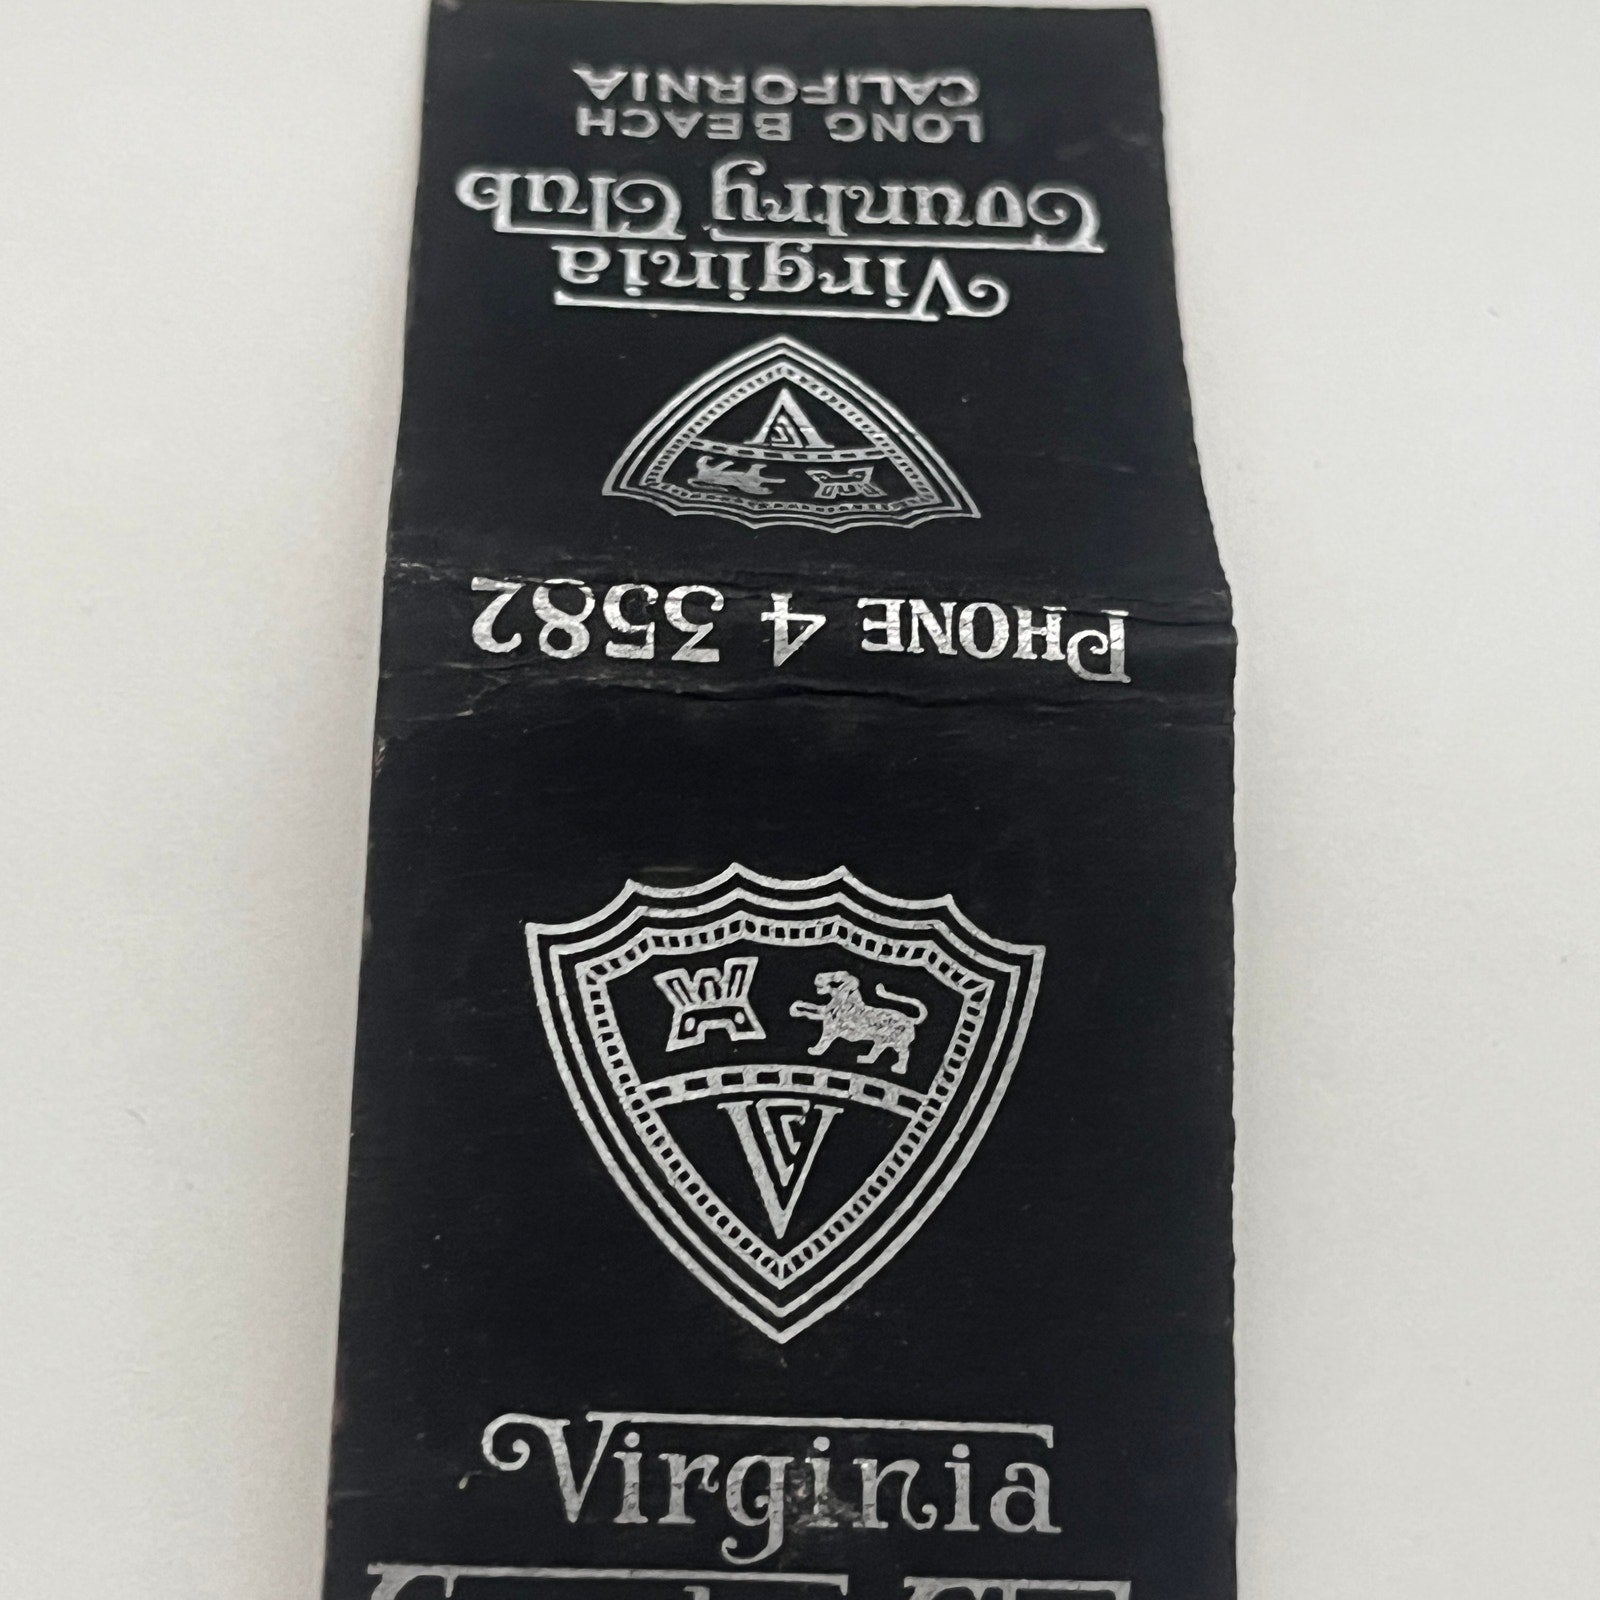 PHONE 4 3582
Virginia
Country Club
LONG BEACH
CALIFORNIA
Virginia